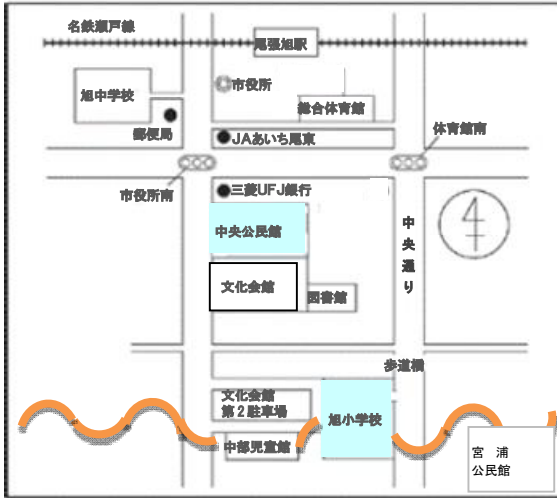 名鉄瀬戸線
尾張旭駅
旭中学校
市役所
総合体育館
郵便局
JAあいち尾東
体育館南
市役所南
三菱UFJ銀行
中央公民館
中央通り
文化会館
図書館
歩道橋
文化会館
第2駐車場
旭小学校
中部児童館
宮 浦
公民館